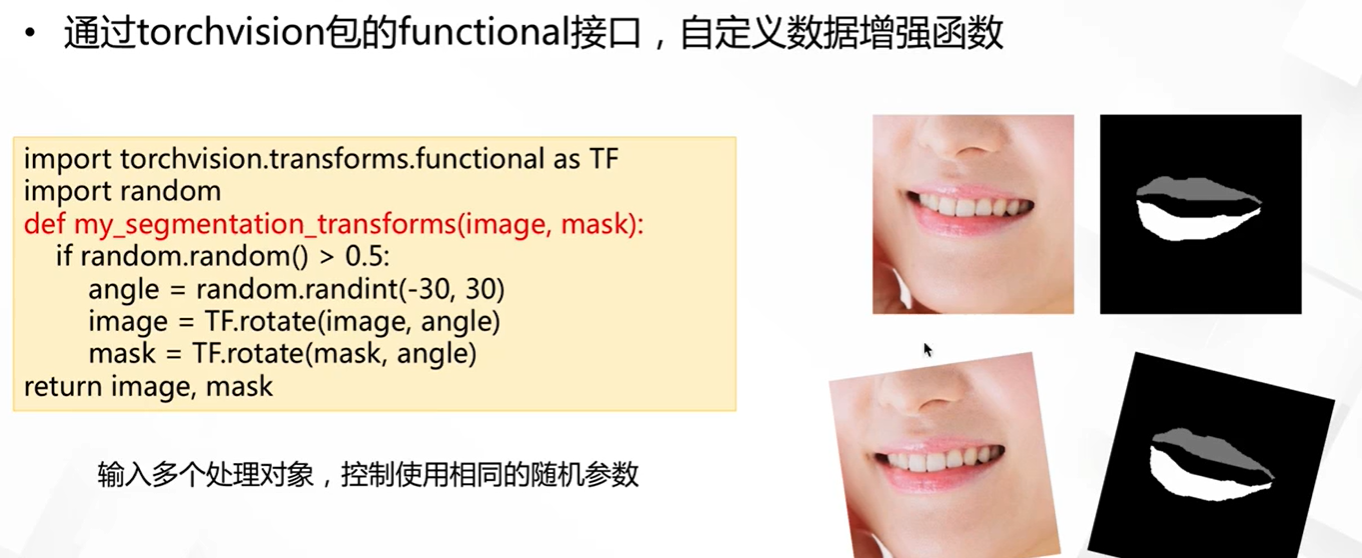 • 通过torchvision包的functional接口，自定义数据增强函数
import torchvision.transforms.functional as TF
import random
def my_segmentation_transforms(image, mask):
    if random.random() > 0.5:
        angle = random.randint(-30, 30)
        image = TF.rotate(image, angle)
        mask = TF.rotate(mask, angle)
return image, mask
输入多个处理对象，控制使用相同的随机参数